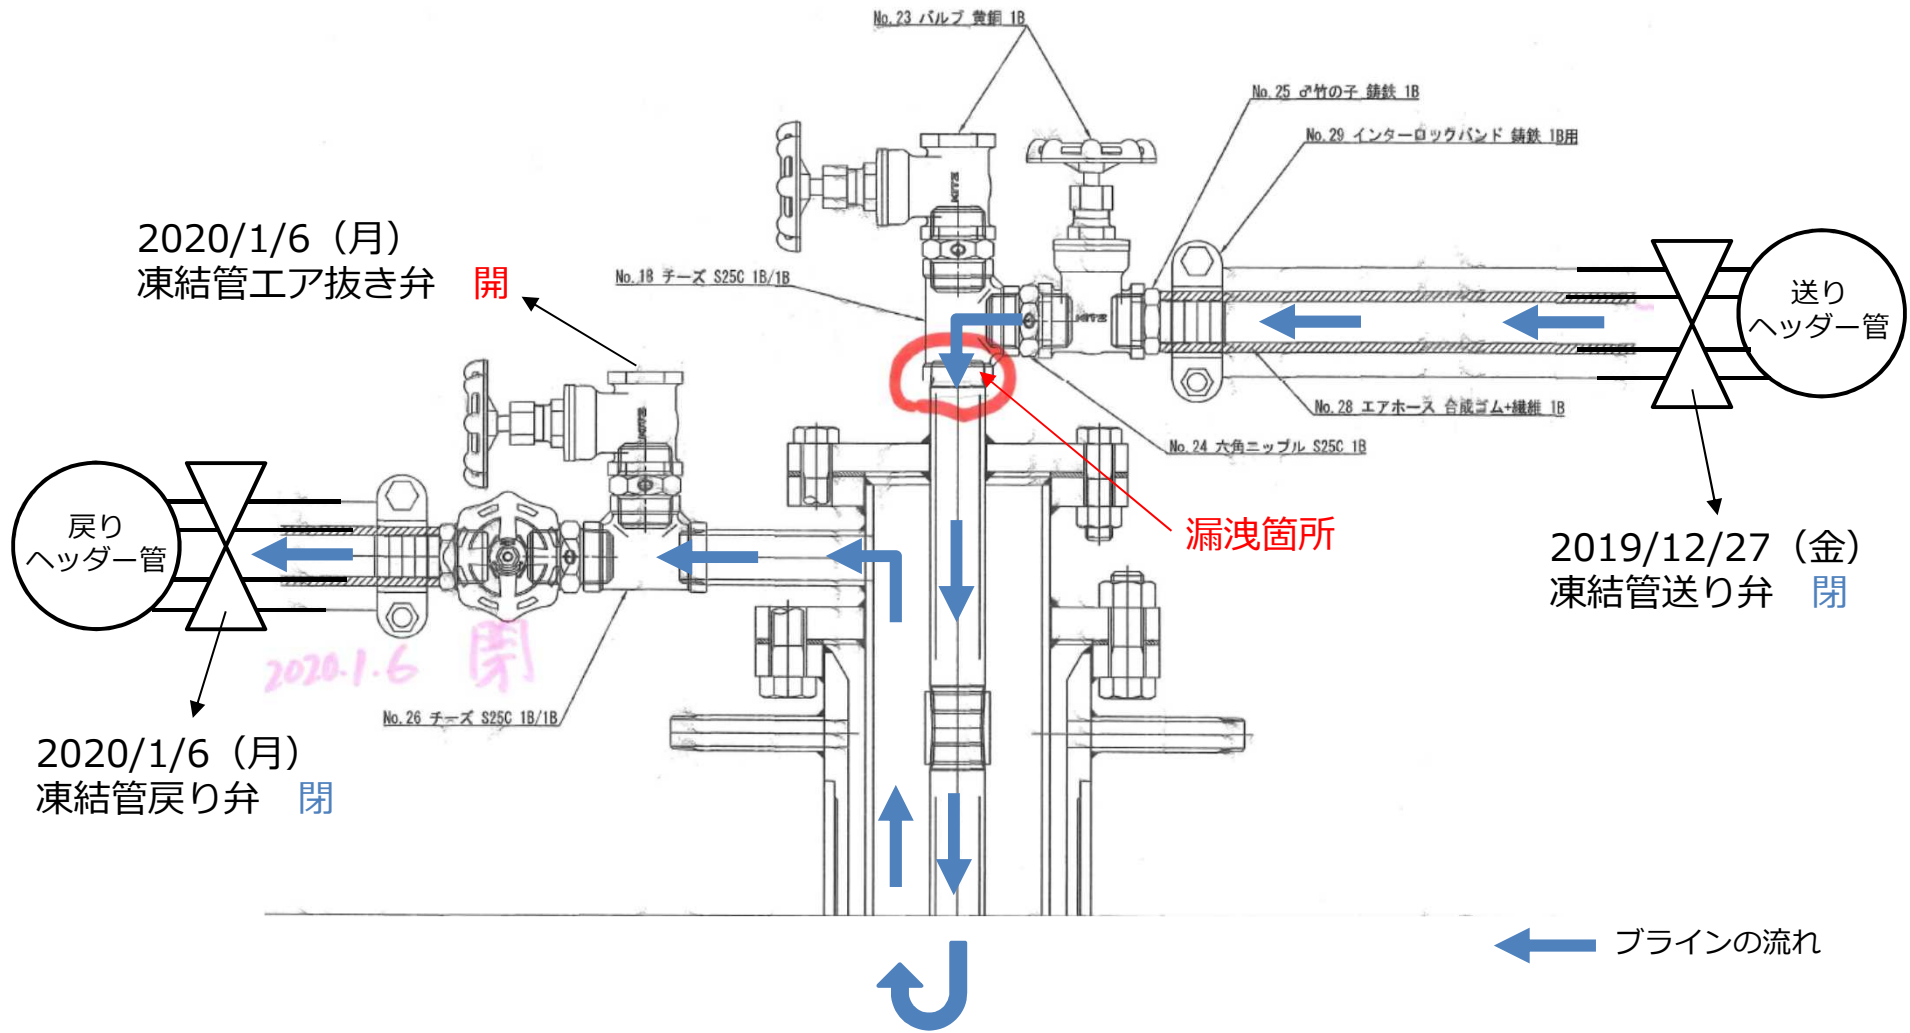 No.23 バルブ 黄銅 1B
No.25 ♂竹の子 鋳鉄 1B
No.29 インターロックバンド 鋳鉄 1B用
2020/1/6（月）
凍結管エア抜き弁　開
No.18 チーズ S25C 1B/1B
KITZ
KITZ
送り
ヘッダー管
No.28 エアホース 合成ゴム+繊維 1B
No.24 六角ニップル S25C 1B
KITZ
戻り
ヘッダー管
漏洩箇所
2019/12/27（金）
凍結管送り弁　閉
2020.1.6 閉
No.26 チーズ S25C 1B/1B
2020/1/6（月）
凍結管戻り弁　閉
ブラインの流れ